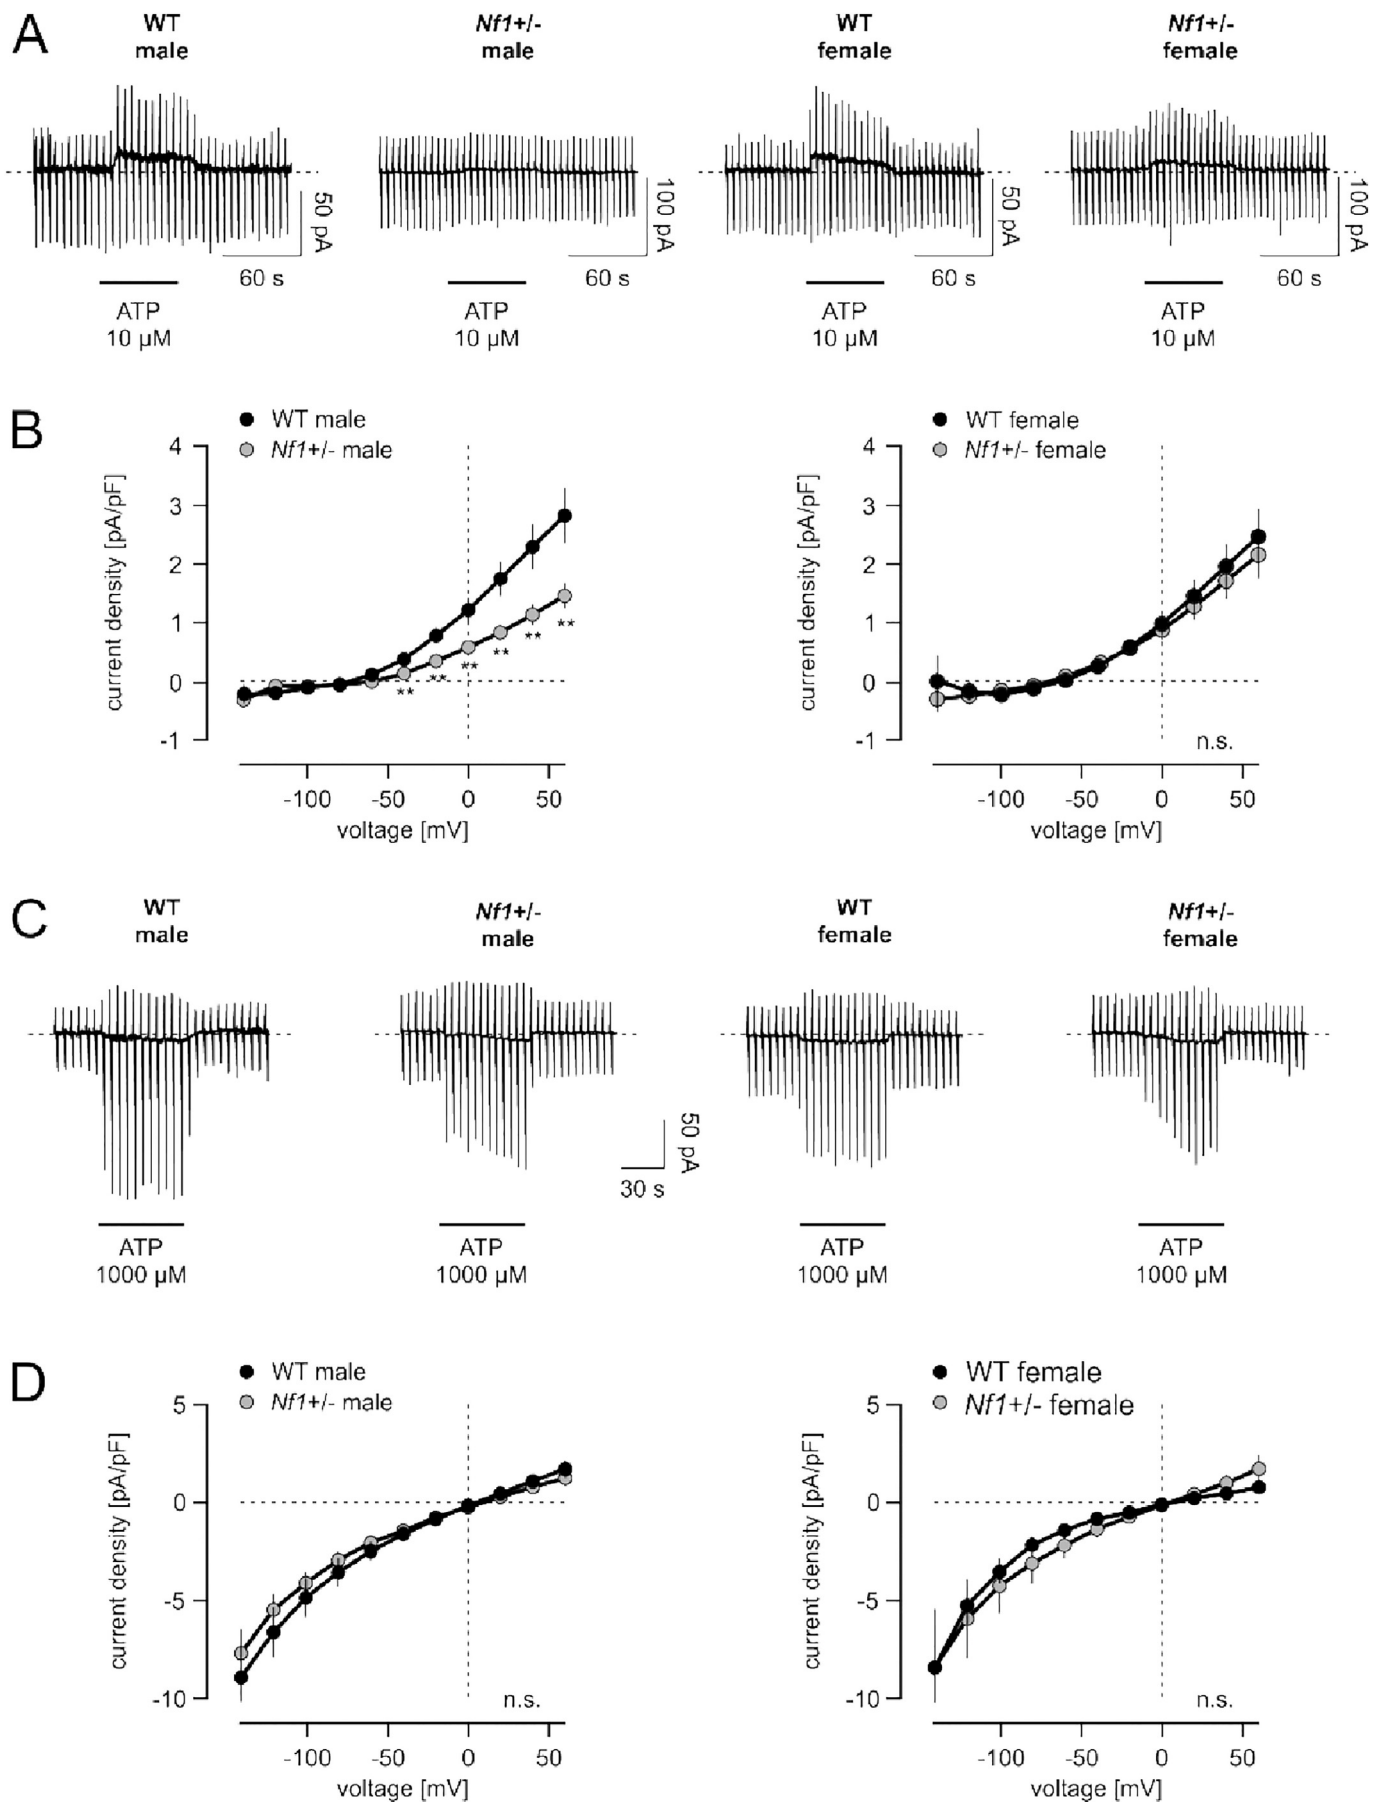 A
WT
male
Nf1+/-
male
WT
female
Nf1+/-
female
50 pA
100 pA
50 pA
100 pA
60 s
60 s
60 s
60 s
ATP
10 µM
ATP
10 µM
ATP
10 µM
ATP
10 µM
B
WT male
Nf1+/- male
4
3
2
1
0
-1
current density [pA/pF]
**
**
**
**
**
**
-100
-50
0
50
voltage [mV]
WT female
Nf1+/- female
4
3
2
1
0
-1
current density [pA/pF]
n.s.
-100
-50
0
50
voltage [mV]
C
WT
male
Nf1+/-
male
WT
female
Nf1+/-
female
50 pA
30 s
ATP
1000 µM
ATP
1000 µM
ATP
1000 µM
ATP
1000 µM
D
WT male
Nf1+/- male
5
0
-5
-10
current density [pA/pF]
n.s.
-100
-50
0
50
voltage [mV]
WT female
Nf1+/- female
5
0
-5
-10
current density [pA/pF]
n.s.
-100
-50
0
50
voltage [mV]